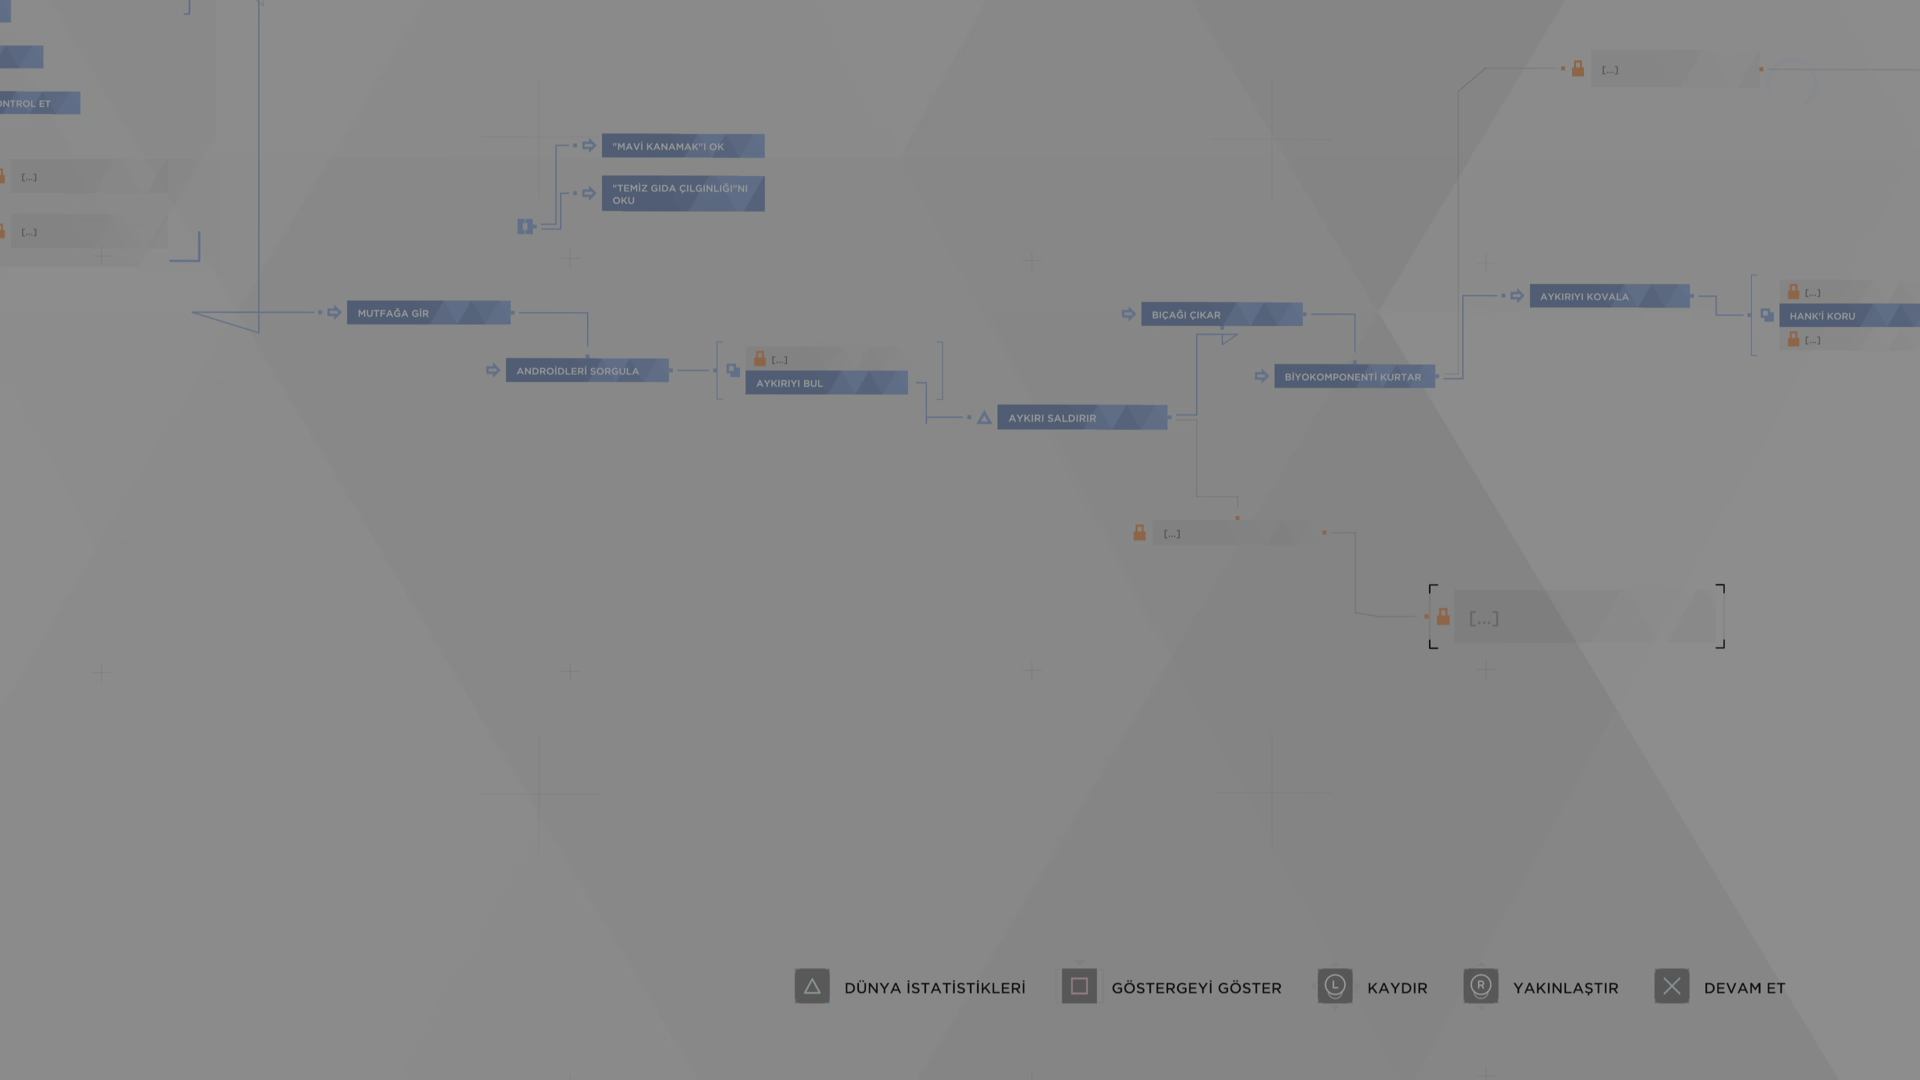 [...]
ONTROL ET
"MAVİ KANAMAK"I OK
[...]
"TEMİZ GIDA ÇILGINLIĞI"NI
OKU
[...]
MUTFAĞA GİR
BIÇAĞI ÇIKAR
AYKIRIYI KOVALA
[...]
HANK'İ KORU
[...]
ANDROİDLERİ SORGULA
[...]
AYKIRIYI BUL
BİYOKOMPONENTİ KURTAR
AYKIRI SALDIRIR
[...]
[...]
DÜNYA İSTATİSTİKLERİ
GÖSTERGEYİ GÖSTER
L
KAYDIR
R
YAKINLAŞTIR
DEVAM ET